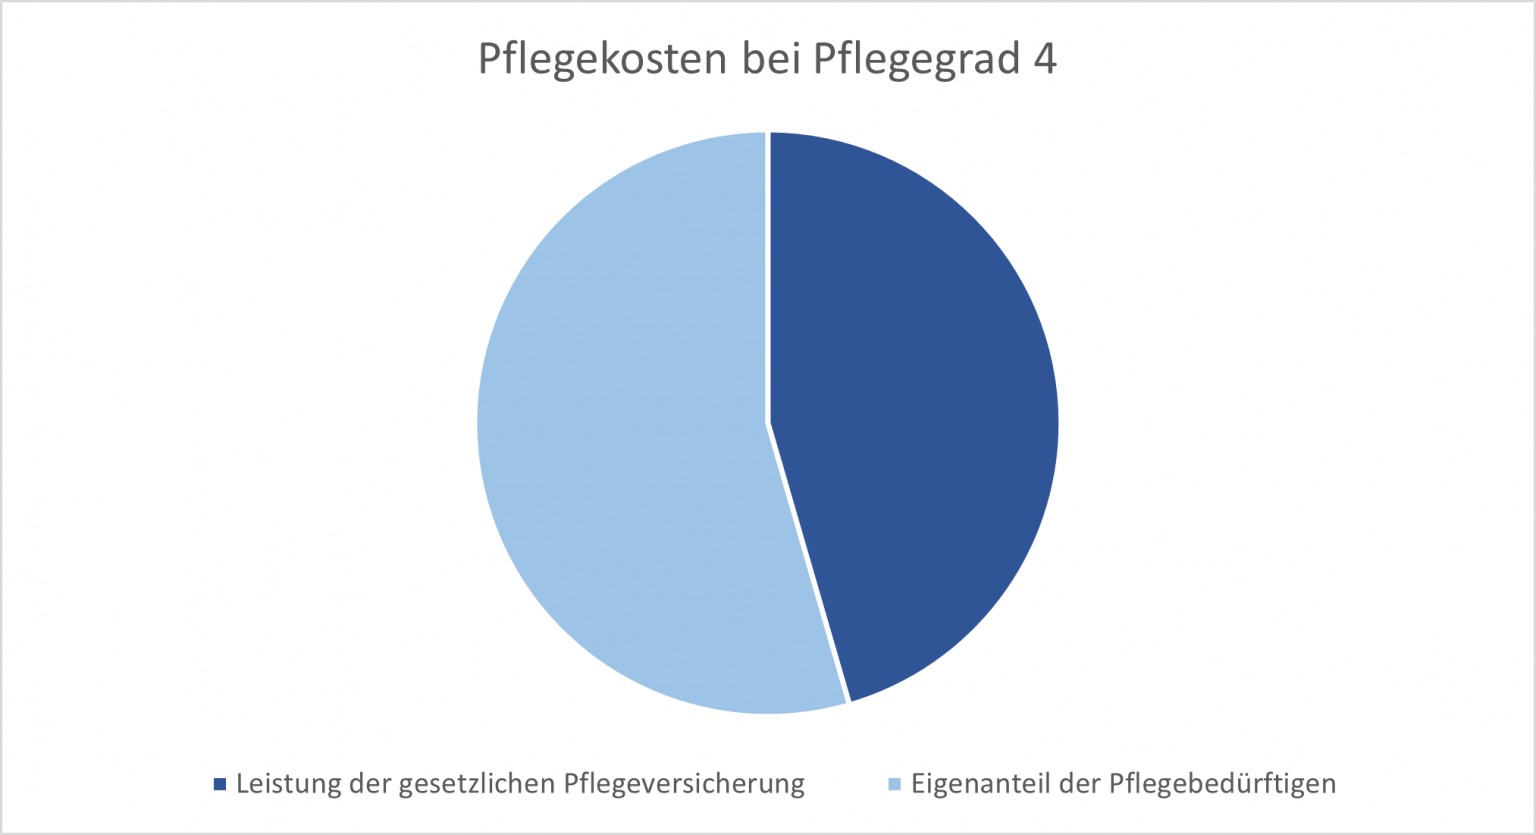 Pflegekosten bei Pflegegrad 4
Leistung der gesetzlichen Pflegeversicherung
Eigenanteil der Pflegebedürftigen